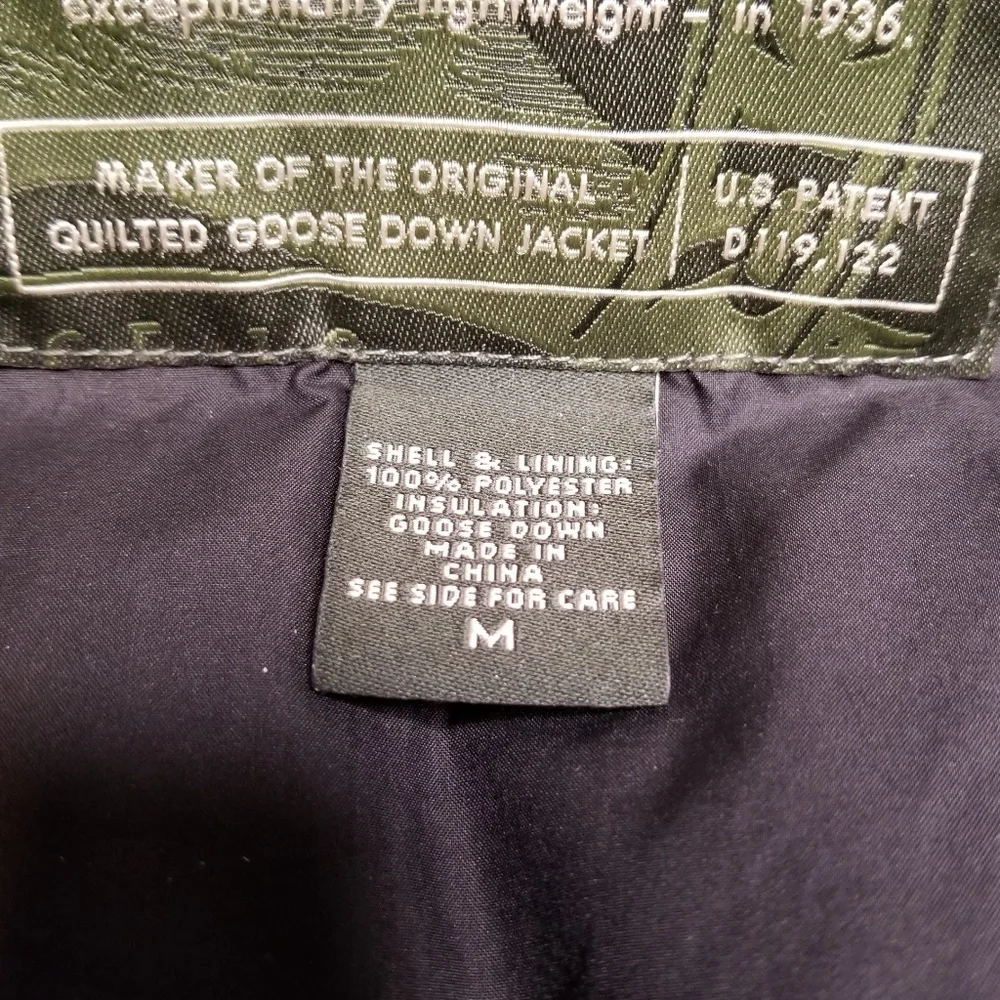 exceptionally lightweight – in 1936.
MAKER OF THE ORIGINAL
QUILTED GOOSE DOWN JACKET
U.S. PATENT
D 119,122
SHELL & LINING:
100% POLYESTER
INSULATION:
GOOSE DOWN
MADE IN
CHINA
SEE SIDE FOR CARE
M